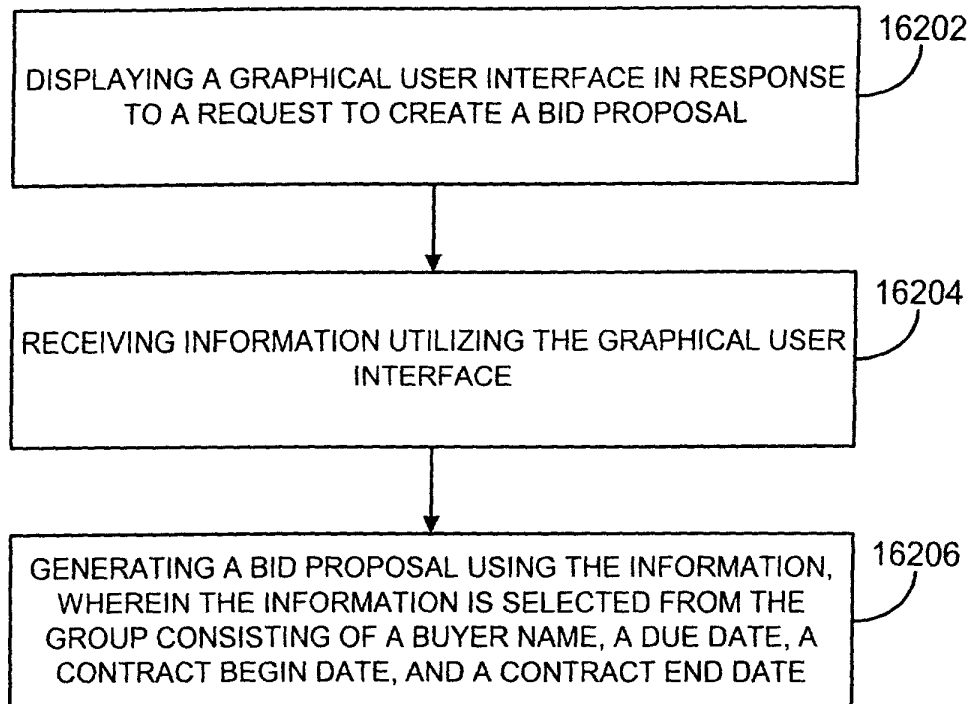 16202
DISPLAYING A GRAPHICAL USER INTERFACE IN RESPONSE
TO A REQUEST TO CREATE A BID PROPOSAL
16204
RECEIVING INFORMATION UTILIZING THE GRAPHICAL USER
INTERFACE
16206
GENERATING A BID PROPOSAL USING THE INFORMATION,
WHEREIN THE INFORMATION IS SELECTED FROM THE
GROUP CONSISTING OF A BUYER NAME, A DUE DATE, A
CONTRACT BEGIN DATE, AND A CONTRACT END DATE